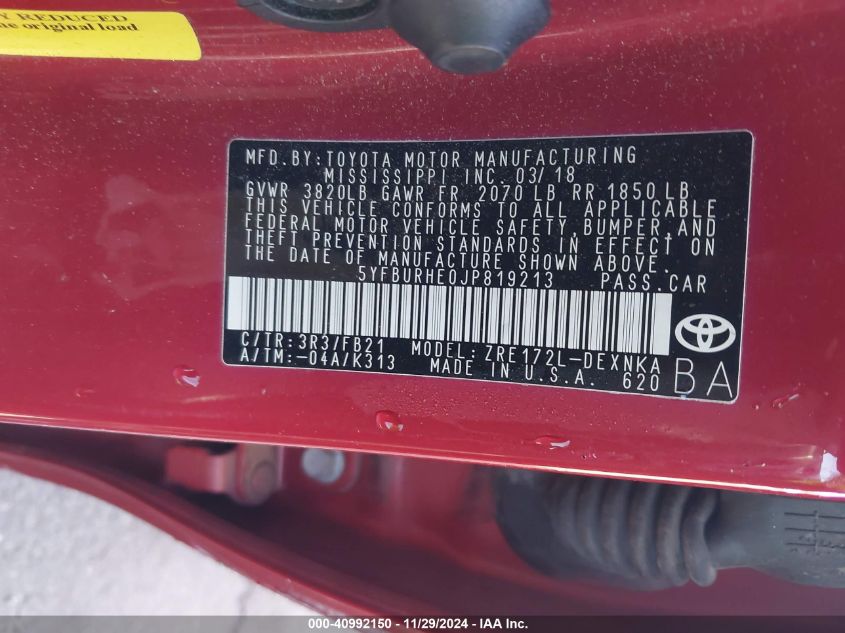 Y REDUCED
e original load
MFD.BY:TOYOTA MOTOR MANUFACTURING
MISSISSIPPI INC. 03/18
GVWR 3820LB GAWR FR 2070 LB RR 1850 LB
THIS VEHICLE CONFORMS TO ALL APPLICABLE
FEDERAL MOTOR VEHICLE SAFETY,BUMPER,AND
THEFT PREVENTION STANDARDS IN EFFECT ON
THE DATE OF MANUFACTURE SHOWN ABOVE.
5YFBURHE0JP819213 PASS.CAR
C/TR:3R3/FB21 MODEL:ZRE172L-DEXNKA
A/TM:-04A/K313 MADE IN U.S.A. 620 BA
000-40992150 - 11/29/2024 - IAA Inc.